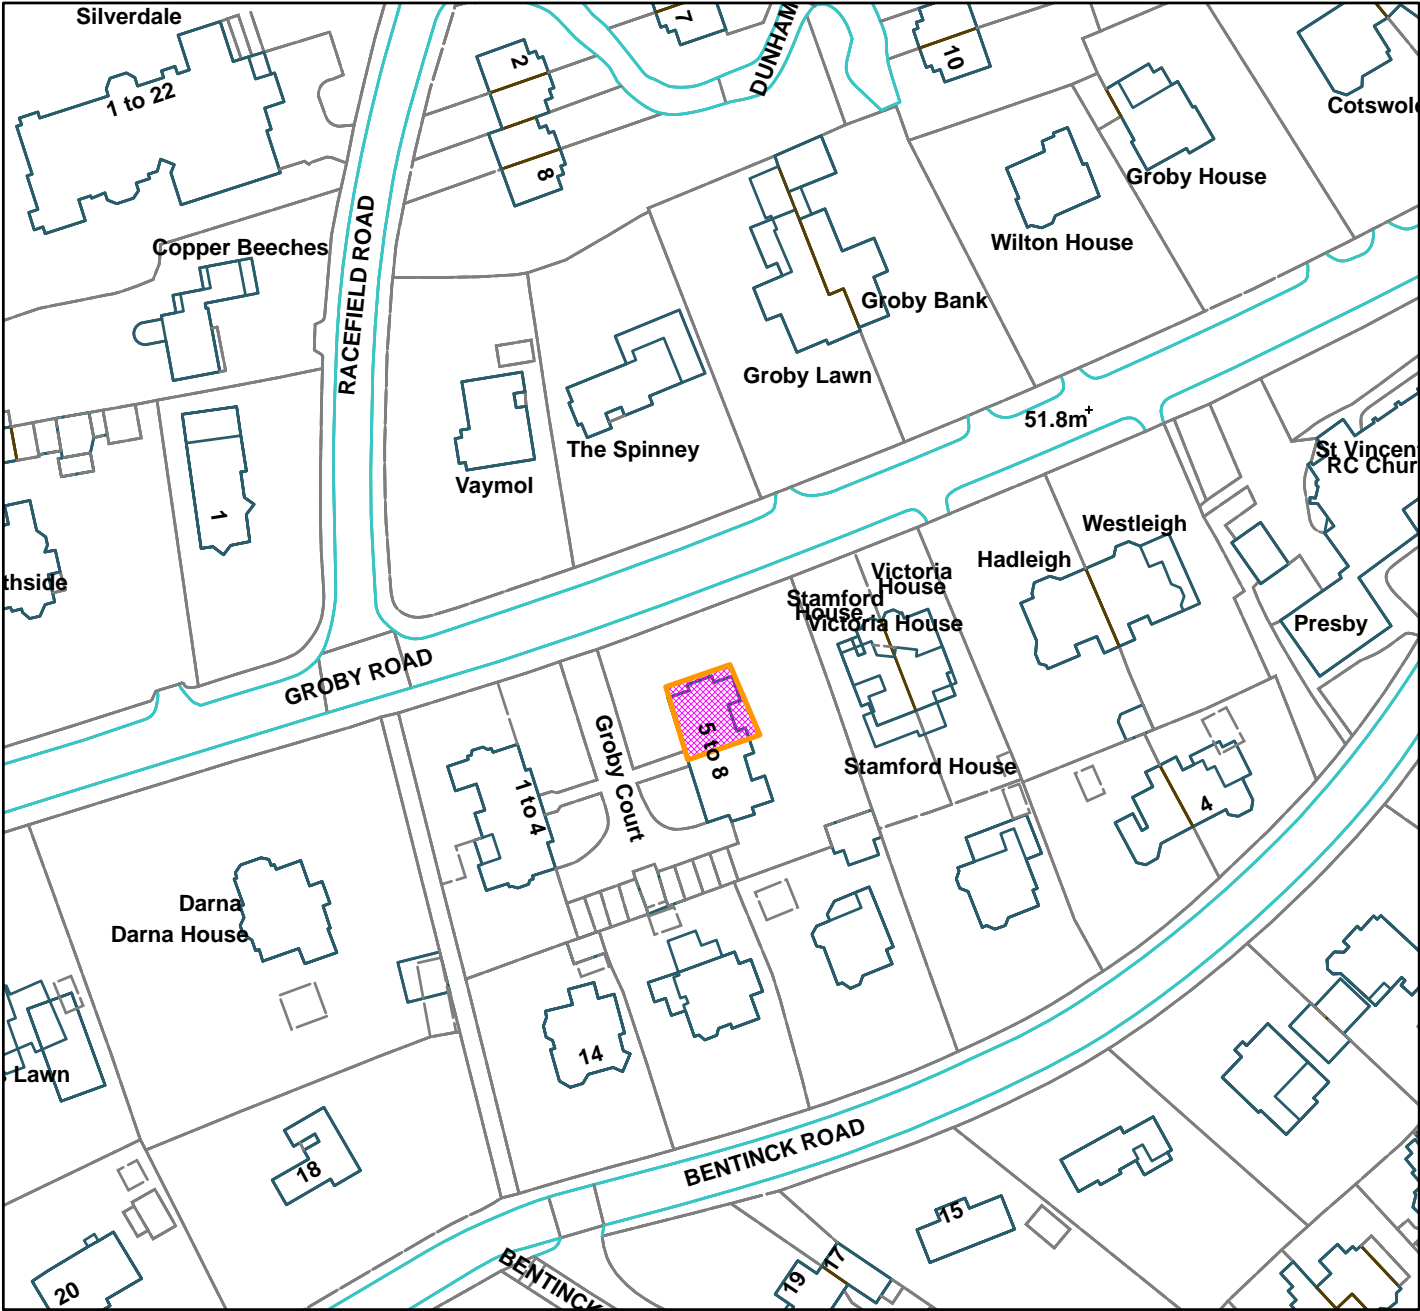 Silverdale
7
DUNHAM
2
10
1 to 22
Cotswol
8
Groby House
RACEFIELD ROAD
Copper Beeches
Wilton House
Groby Bank
Groby Lawn
51.8m+
The Spinney
St Vincen
RC Chur
Vaymol
1
Westleigh
Hadleigh
thside
Victoria
House
Stamford
House
Victoria House
Presby
GROBY ROAD
Groby Court
5 to 8
Stamford House
1 to 4
4
Darna
Darna House
14
Lawn
BENTINCK ROAD
18
15
17
19
BENTINCK
20